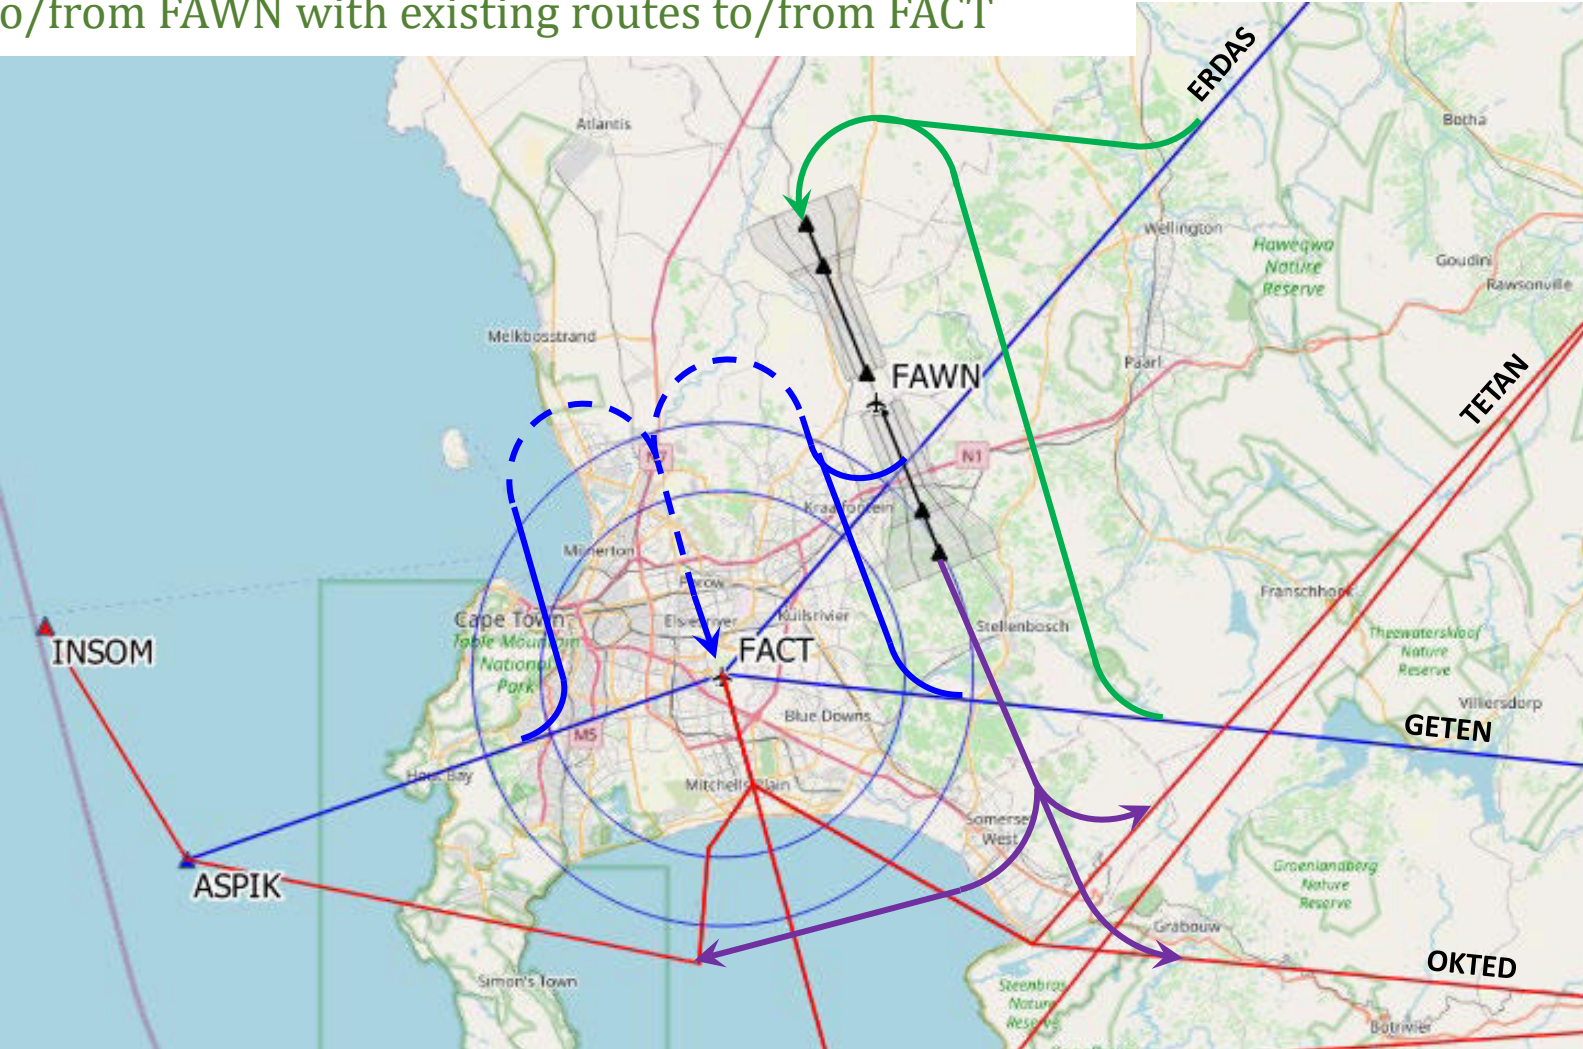 o/from FAWN with existing routes to/from FACT
ERDAS
Atlantis
Botha
Wellington
Haweqwa
Nature
Reserve
Goudini
Rawsonville
Melkbosstrand
Paarl
FAWN
TETAN
N7
N1
Kraaifontein
Milnerton
Parow
Franschhoek
Cape Town
Elsies River
Kuilsrivier
Stellenbosch
INSOM
Table Mountain
National
Park
FACT
Theewaterskloof
Nature
Reserve
Villiersdorp
Blue Downs
GETEN
M5
Hout Bay
Mitchells Plain
Somerset
West
ASPIK
Groenlandberg
Nature
Reserve
Grabouw
OKTED
Simon's Town
Steenbras
Nature
Reserve
Botrivier